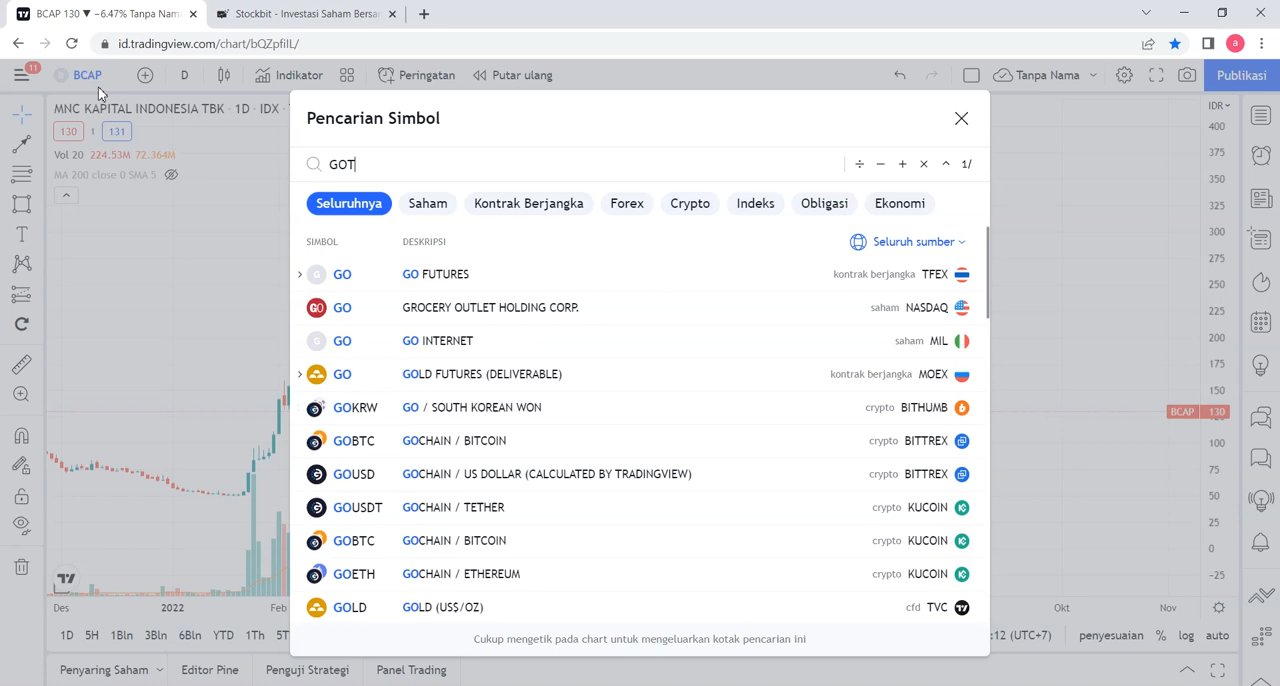 BCAP 130 ▼ −6.47% Tanpa Nam
Stockbit - Investasi Saham Bersa
id.tradingview.com/chart/bQZpfiIL/
a
11
BCAP
D
Indikator
Peringatan
Putar ulang
Tanpa Nama
Publikasi
MNC KAPITAL INDONESIA TBK · 1D · IDX ·
130 1 131
Vol 20 224.53M 72.364M
MA 200 close 0 SMA 5
Pencarian Simbol
GOT
÷ − + × ^ 1/
Seluruhnya
Saham
Kontrak Berjangka
Forex
Crypto
Indeks
Obligasi
Ekonomi
SIMBOL DESKRIPSI
Seluruh sumber
G GO GO FUTURES kontrak berjangka TFEX
GO GO GROCERY OUTLET HOLDING CORP. saham NASDAQ
G GO GO INTERNET saham MIL
GO GOLD FUTURES (DELIVERABLE) kontrak berjangka MOEX
GOKRW GO / SOUTH KOREAN WON crypto BITHUMB
GOBTC GOCHAIN / BITCOIN crypto BITTREX
GOUSD GOCHAIN / US DOLLAR (CALCULATED BY TRADINGVIEW) crypto BITTREX
GOUSDT GOCHAIN / TETHER crypto KUCOIN
GOBTC GOCHAIN / BITCOIN crypto KUCOIN
GOETH GOCHAIN / ETHEREUM crypto KUCOIN
GOLD GOLD (US$/OZ) cfd TVC
Cukup mengetik pada chart untuk mengeluarkan kotak pencarian ini
IDR
400
375
350
325
300
275
250
225
200
175
150
BCAP 130
100
75
50
25
0
−25
Des 2022 Feb Okt Nov
1D 5H 1Bln 3Bln 6Bln YTD 1Th 5T
:12 (UTC+7) penyesuaian % log auto
Penyaring Saham
Editor Pine
Penguji Strategi
Panel Trading